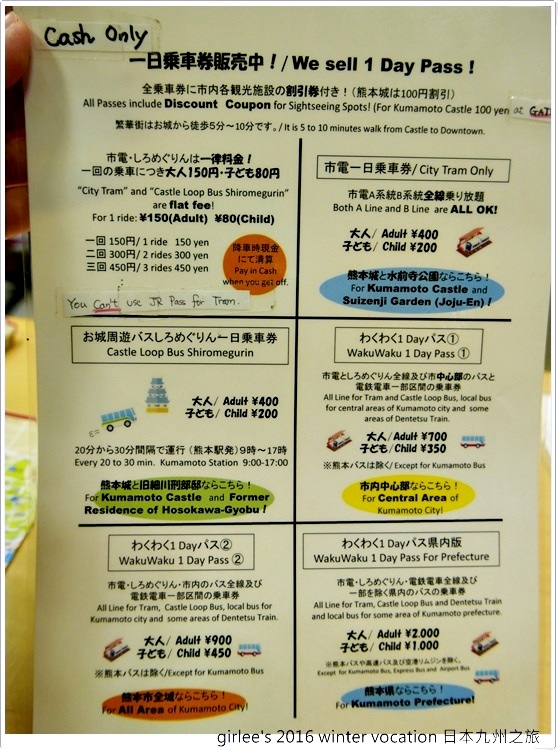 Cash Only
一日乗車券販売中！/ We sell 1 Day Pass !
全乗車券に市内各観光施設の割引券付き！(熊本城は100円割引)
All Passes include Discount Coupon for Sightseeing Spots! (For Kumamoto Castle 100 yen at GATE
繁華街はお城から徒歩5分～10分です。/ It is 5 to 10 minutes walk from Castle to Downtown.
市電・しろめぐりんは一律料金！
一回の乗車につき大人150円・子ども80円
"City Tram" and "Castle Loop Bus Shiromegurin"
are flat fee!
For 1 ride: ¥150(Adult) ¥80(Child)
一回 150円/ 1 ride 150 yen
二回 300円/ 2 rides 300 yen
三回 450円/ 3 rides 450 yen
降車時現金
にて清算
Pay in Cash
when you get off.
You Can't use JR Pass for Tram.
市電一日乗車券/ City Tram Only
市電A系統B系統全線乗り放題
Both A Line and B Line are ALL OK!
大人/ Adult ¥400
子ども/ Child ¥200
熊本城と水前寺公園ならこちら！
For Kumamoto Castle and
Suizenji Garden (Joju-En) !
お城周遊バスしろめぐりん一日乗車券
Castle Loop Bus Shiromegurin
大人/ Adult ¥400
子ども/ Child ¥200
20分から30分間隔で運行 (熊本駅発) 9時～17時
Every 20 to 30 min. Kumamoto Station 9:00-17:00
熊本城と旧細川刑部邸ならこちら！
For Kumamoto Castle and Former
Residence of Hosokawa-Gyobu !
わくわく1 Dayパス①
WakuWaku 1 Day Pass ①
市電としろめぐりん全線及び市中心部のバスと
電鉄電車一部区間の乗車券
All Line for Tram and Castle Loop Bus, local bus
for central areas of Kumamoto city and some
areas of Dentetsu Train.
大人/ Adult ¥700
子ども/ Child ¥350
※熊本バスは除く/ Except for Kumamoto Bus
市内中心部ならこちら！
For Central Area of
Kumamoto City!
わくわく1 Dayパス②
WakuWaku 1 Day Pass ②
市電・しろめぐりん・市内のバス全線及び
電鉄電車一部区間の乗車券
All Line for Tram, Castle Loop Bus, local bus for
Kumamoto city and some areas of Dentetsu Train.
大人/ Adult ¥900
子ども/ Child ¥450
※熊本バスは除く/Except for Kumamoto Bus
熊本市全域ならこちら！
For All Area of Kumamoto City!
わくわく1 Dayパス県内版
WakuWaku 1 Day Pass For Prefecture
市電・しろめぐりん・電鉄電車全線及び
一部を除く県内のバスの乗車券
All Line for Tram, Castle Loop Bus and Dentetsu Train
and local bus for some area of Kumamoto prefecture.
大人/ Adult ¥2.000
子ども/ Child ¥1.000
※熊本バスや高速バス及び空港リムジンを除く。
Except for Kumamoto Bus, Express Bus and Airport Bus
熊本県ならこちら！
For Kumamoto Prefecture!
girlee's 2016 winter vocation 日本九州之旅